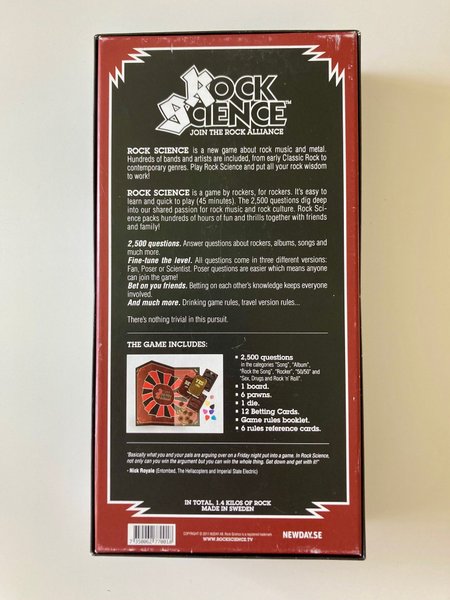 ROCK
SCIENCE™
JOIN THE ROCK ALLIANCE
ROCK SCIENCE is a new game about rock music and metal.
Hundreds of bands and artists are included, from early Classic Rock to
contemporary genres. Play Rock Science and put all your rock wisdom
to work!
ROCK SCIENCE is a game by rockers, for rockers. It's easy to
learn and quick to play (45 minutes). The 2,500 questions dig deep
into our shared passion for rock music and rock culture. Rock Sci-
ence packs hundreds of hours of fun and thrills together with friends
and family!
2,500 questions. Answer questions about rockers, albums, songs and
much more.
Fine-tune the level. All questions come in three different versions:
Fan, Poser or Scientist. Poser questions are easier which means anyone
can join the game!
Bet on you friends. Betting on each other's knowledge keeps everyone
involved.
And much more. Drinking game rules, travel version rules...
There's nothing trivial in this pursuit.
THE GAME INCLUDES:
• 2,500 questions
in the categories "Song", "Album",
"Rock the Song", "Rocker", "50/50" and
"Sex, Drugs and Rock 'n' Roll".
• 1 board.
• 6 pawns.
• 1 die.
• 12 Betting Cards.
• Game rules booklet.
• 6 rules reference cards.
"Basically what you and your pals are arguing over on a Friday night put into a game. In Rock Science,
not only can you win the argument but you can win the whole thing. Get down and get with it!"
- Nick Royale (Entombed, The Hellacopters and Imperial State Electric)
IN TOTAL, 1.4 KILOS OF ROCK
MADE IN SWEDEN
7 350062 770018
COPYRIGHT © 2011 NUDAY AB. Rock Science is a registered trademark.
WWW.ROCKSCIENCE.TV
NEWDAY.SE